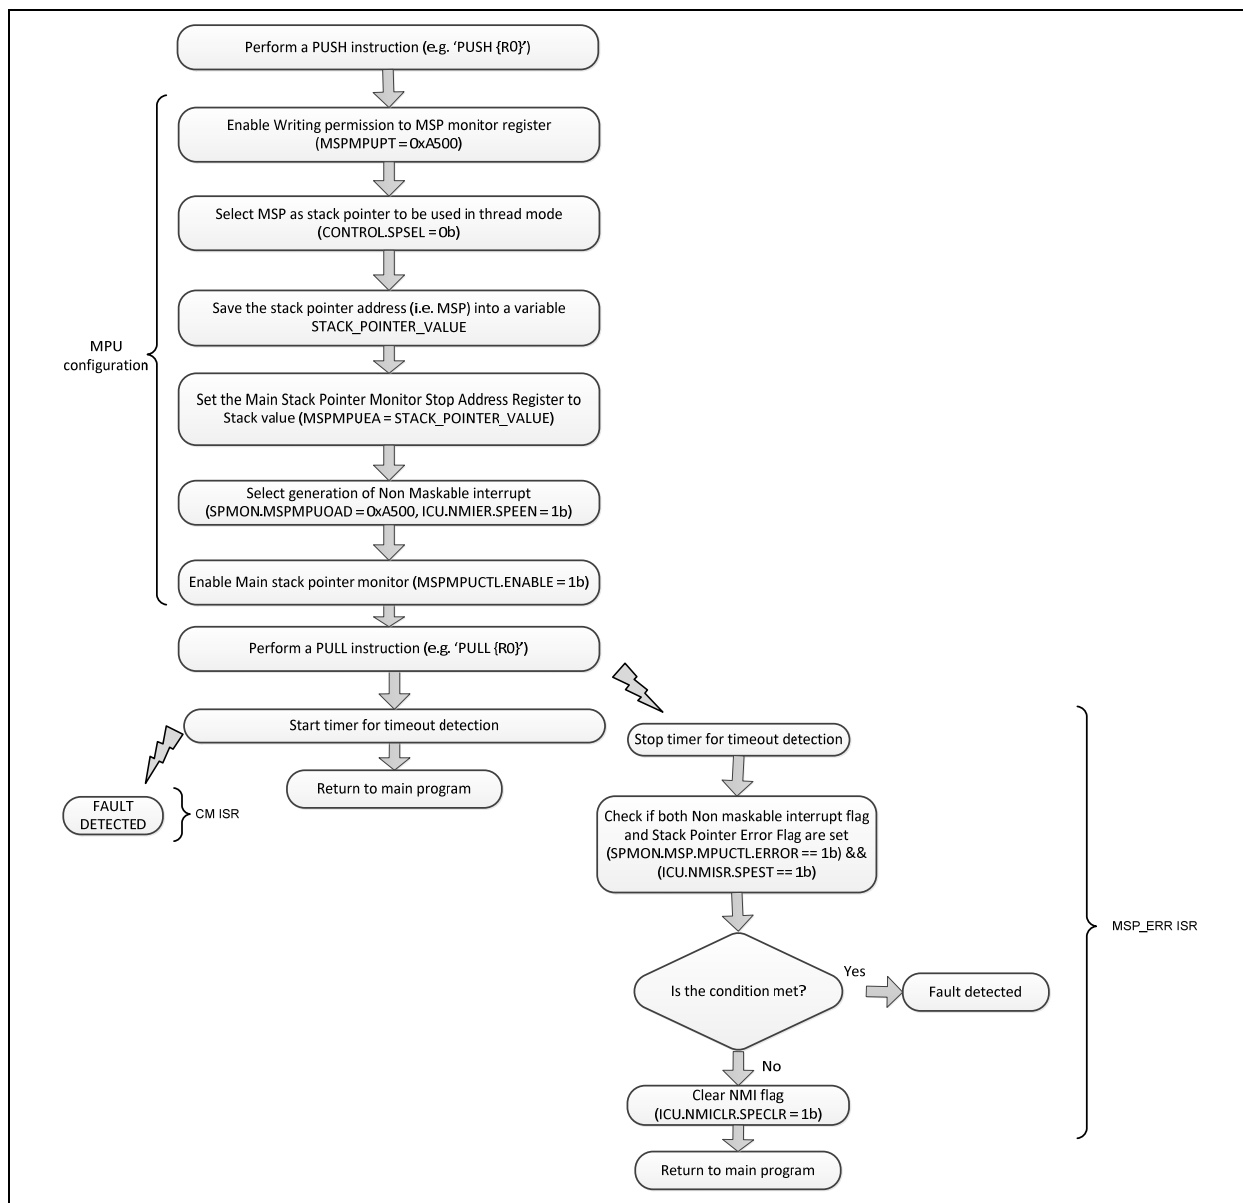 Perform a PUSH instruction (e.g. ‘PUSH {R0}’)
Enable Writing permission to MSP monitor register
(MSPMPUPT = 0xA500)
Select MSP as stack pointer to be used in thread mode
(CONTROL.SPSEL = 0b)
Save the stack pointer address (i.e. MSP) into a variable
STACK_POINTER_VALUE
MPU
configuration
Set the Main Stack Pointer Monitor Stop Address Register to
Stack value (MSPMPUEA = STACK_POINTER_VALUE)
Select generation of Non Maskable interrupt
(SPMON.MSPMPUOAD = 0xA500, ICU.NMIER.SPEEN = 1b)
Enable Main stack pointer monitor (MSPMPUCTL.ENABLE = 1b)
Perform a PULL instruction (e.g. ‘PULL {R0}’)
Start timer for timeout detection
Return to main program
FAULT
DETECTED
CM ISR
Stop timer for timeout detection
Check if both Non maskable interrupt flag
and Stack Pointer Error Flag are set
(SPMON.MSP.MPUCTL.ERROR == 1b) &&
(ICU.NMISR.SPEST == 1b)
MSP_ERR ISR
Is the condition met?
Yes
Fault detected
No
Clear NMI flag
(ICU.NMICLR.SPECLR = 1b)
Return to main program